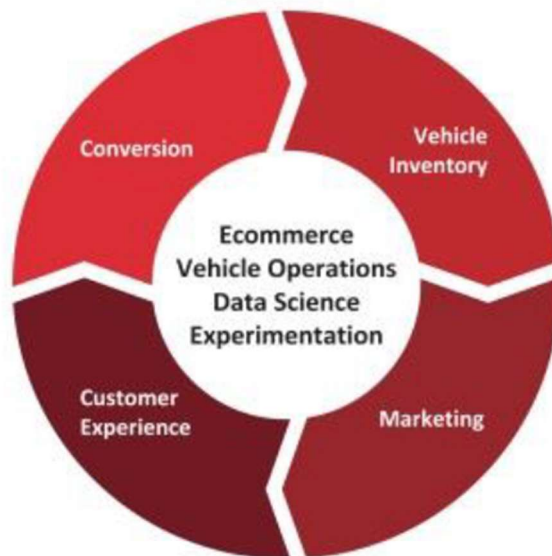 Conversion
Vehicle
Inventory
Ecommerce
Vehicle Operations
Data Science
Experimentation
Customer
Experience
Marketing